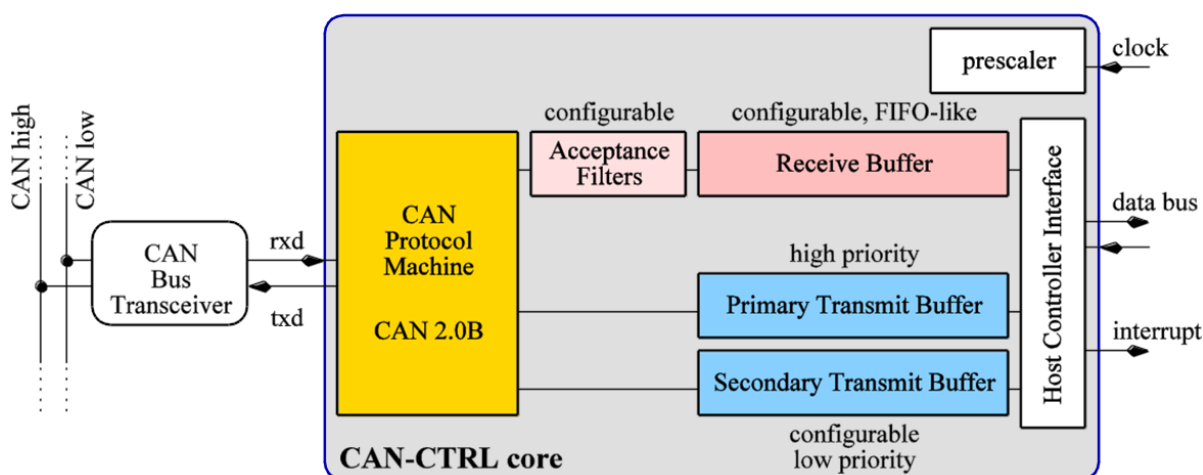 prescaler
clock
CAN high
CAN low
configurable
configurable, FIFO-like
Acceptance
Filters
Receive Buffer
CAN
Protocol
Machine
CAN 2.0B
Host Controller Interface
data bus
CAN
Bus
Transceiver
rxd
txd
high priority
Primary Transmit Buffer
interrupt
Secondary Transmit Buffer
configurable
low priority
CAN-CTRL core